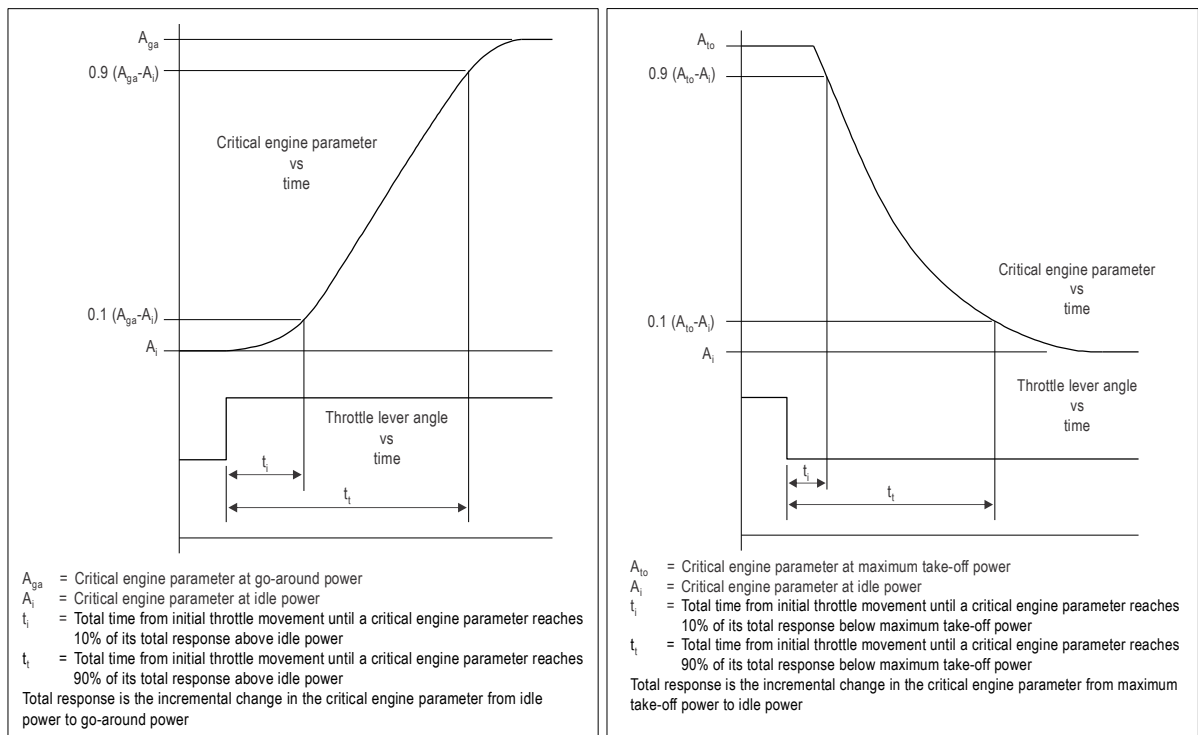 A_ga
0.9 (A_ga-A_i)
Critical engine parameter
vs
time
0.1 (A_ga-A_i)
A_i
Throttle lever angle
vs
time
t_i
t_t
A_ga = Critical engine parameter at go-around power
A_i = Critical engine parameter at idle power
t_i = Total time from initial throttle movement until a critical engine parameter reaches
10% of its total response above idle power
t_t = Total time from initial throttle movement until a critical engine parameter reaches
90% of its total response above idle power
Total response is the incremental change in the critical engine parameter from idle
power to go-around power
A_to
0.9 (A_to-A_i)
Critical engine parameter
vs
time
0.1 (A_to-A_i)
A_i
Throttle lever angle
vs
time
t_i
t_t
A_to = Critical engine parameter at maximum take-off power
A_i = Critical engine parameter at idle power
t_i = Total time from initial throttle movement until a critical engine parameter reaches
10% of its total response below maximum take-off power
t_t = Total time from initial throttle movement until a critical engine parameter reaches
90% of its total response below maximum take-off power
Total response is the incremental change in the critical engine parameter from maximum
take-off power to idle power